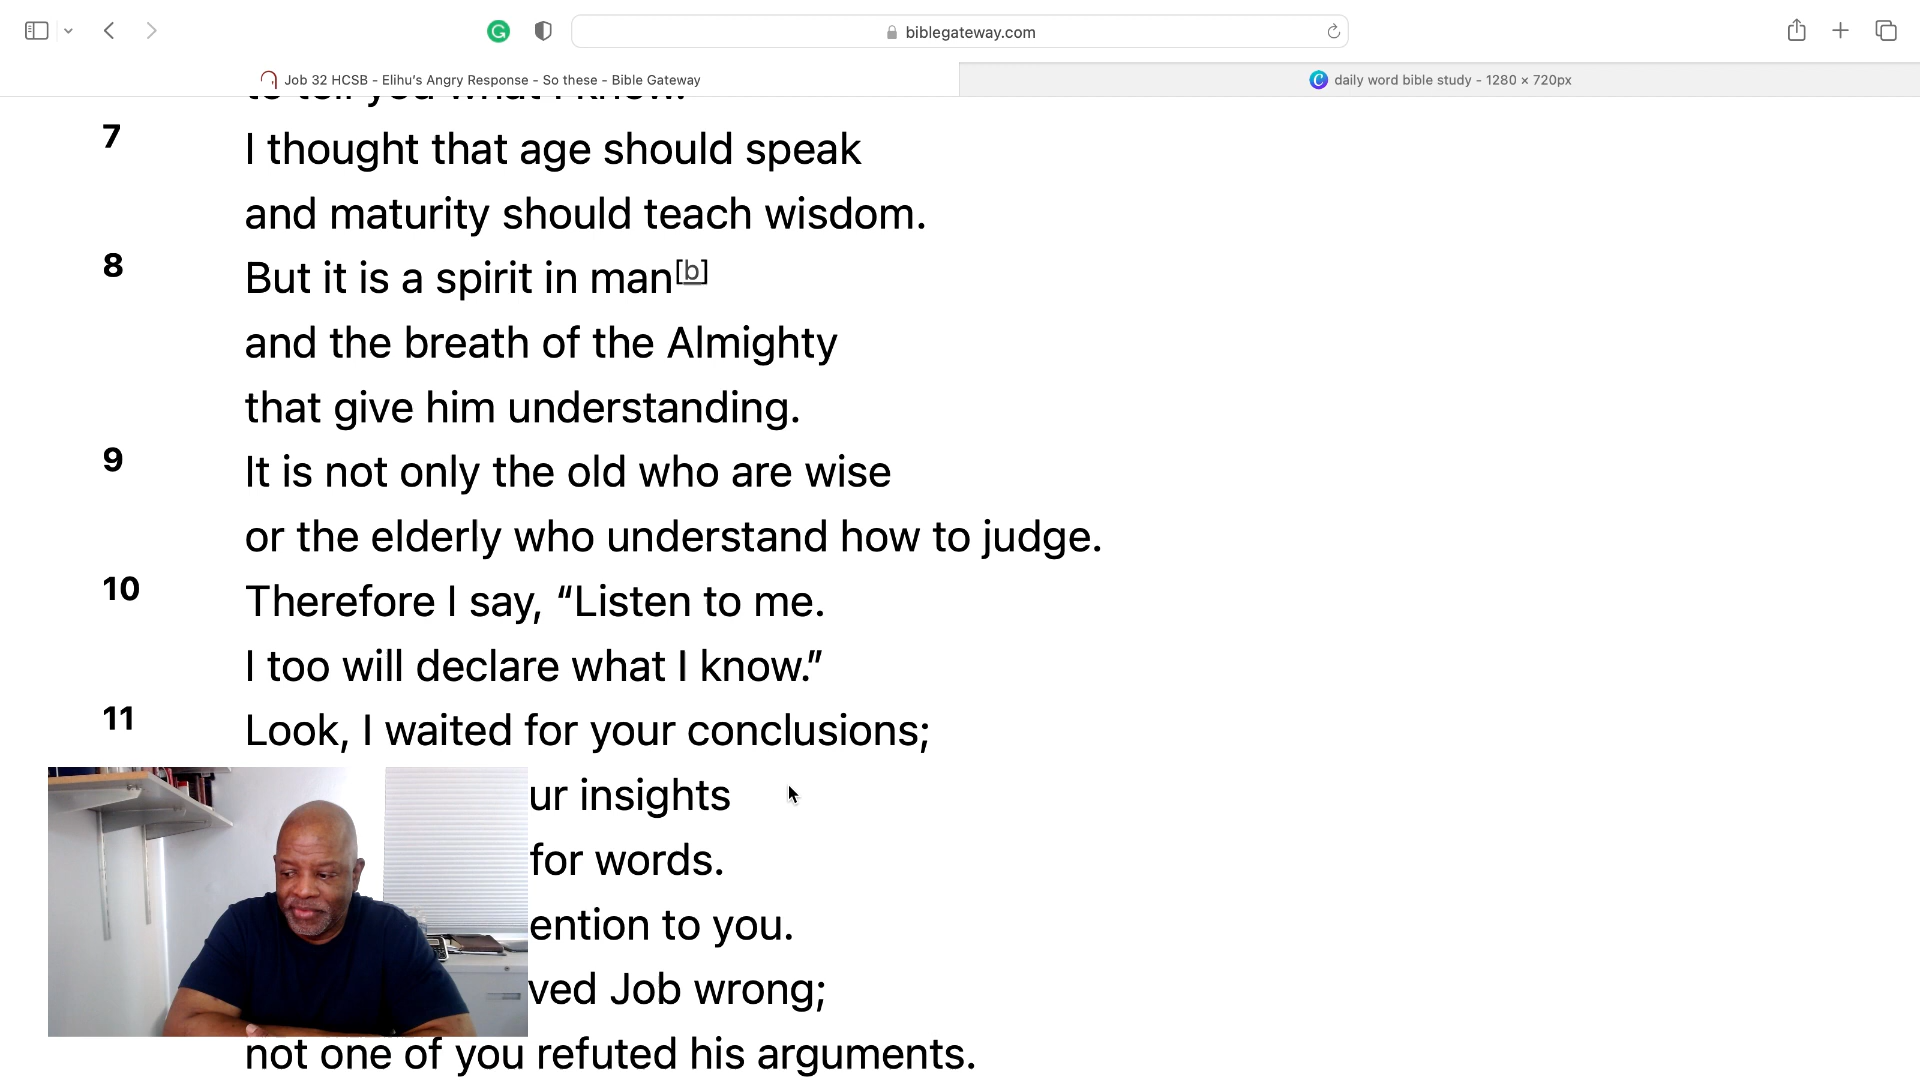 biblegateway.com
Job 32 HCSB - Elihu's Angry Response - So these - Bible Gateway
daily word bible study - 1280 × 720px
to tell you what I know.
7 I thought that age should speak
and maturity should teach wisdom.
8 But it is a spirit in man[b]
and the breath of the Almighty
that give him understanding.
9 It is not only the old who are wise
or the elderly who understand how to judge.
10 Therefore I say, “Listen to me.
I too will declare what I know.”
11 Look, I waited for your conclusions;
ur insights
for words.
ention to you.
ved Job wrong;
not one of you refuted his arguments.